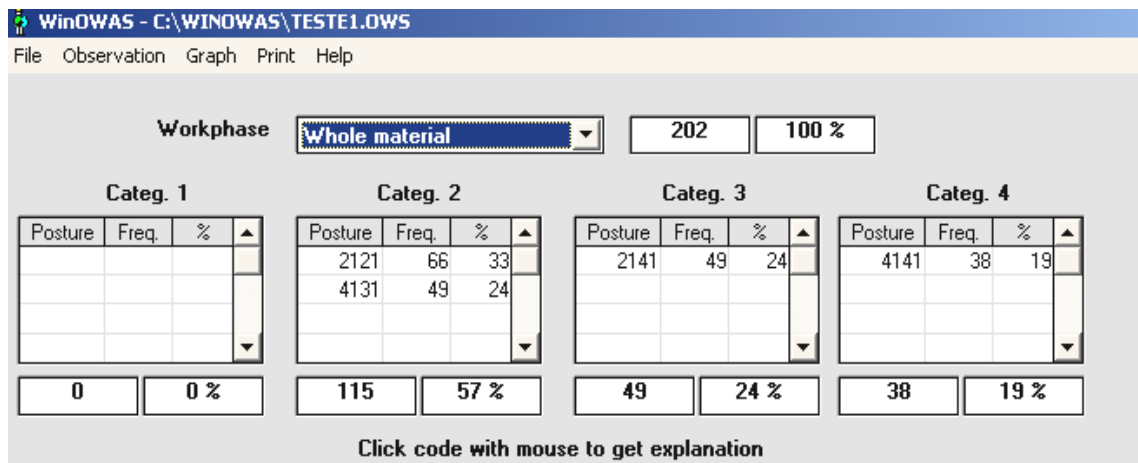 WinOWAS - C:\WINOWAS\TESTE1.OWS
File Observation Graph Print Help
Workphase Whole material 202 100 %
Categ. 1 Categ. 2 Categ. 3 Categ. 4
Posture Freq. % Posture Freq. % Posture Freq. % Posture Freq. %
2121 66 33 2141 49 24 4141 38 19
4131 49 24
0 0 % 115 57 % 49 24 % 38 19 %
Click code with mouse to get explanation